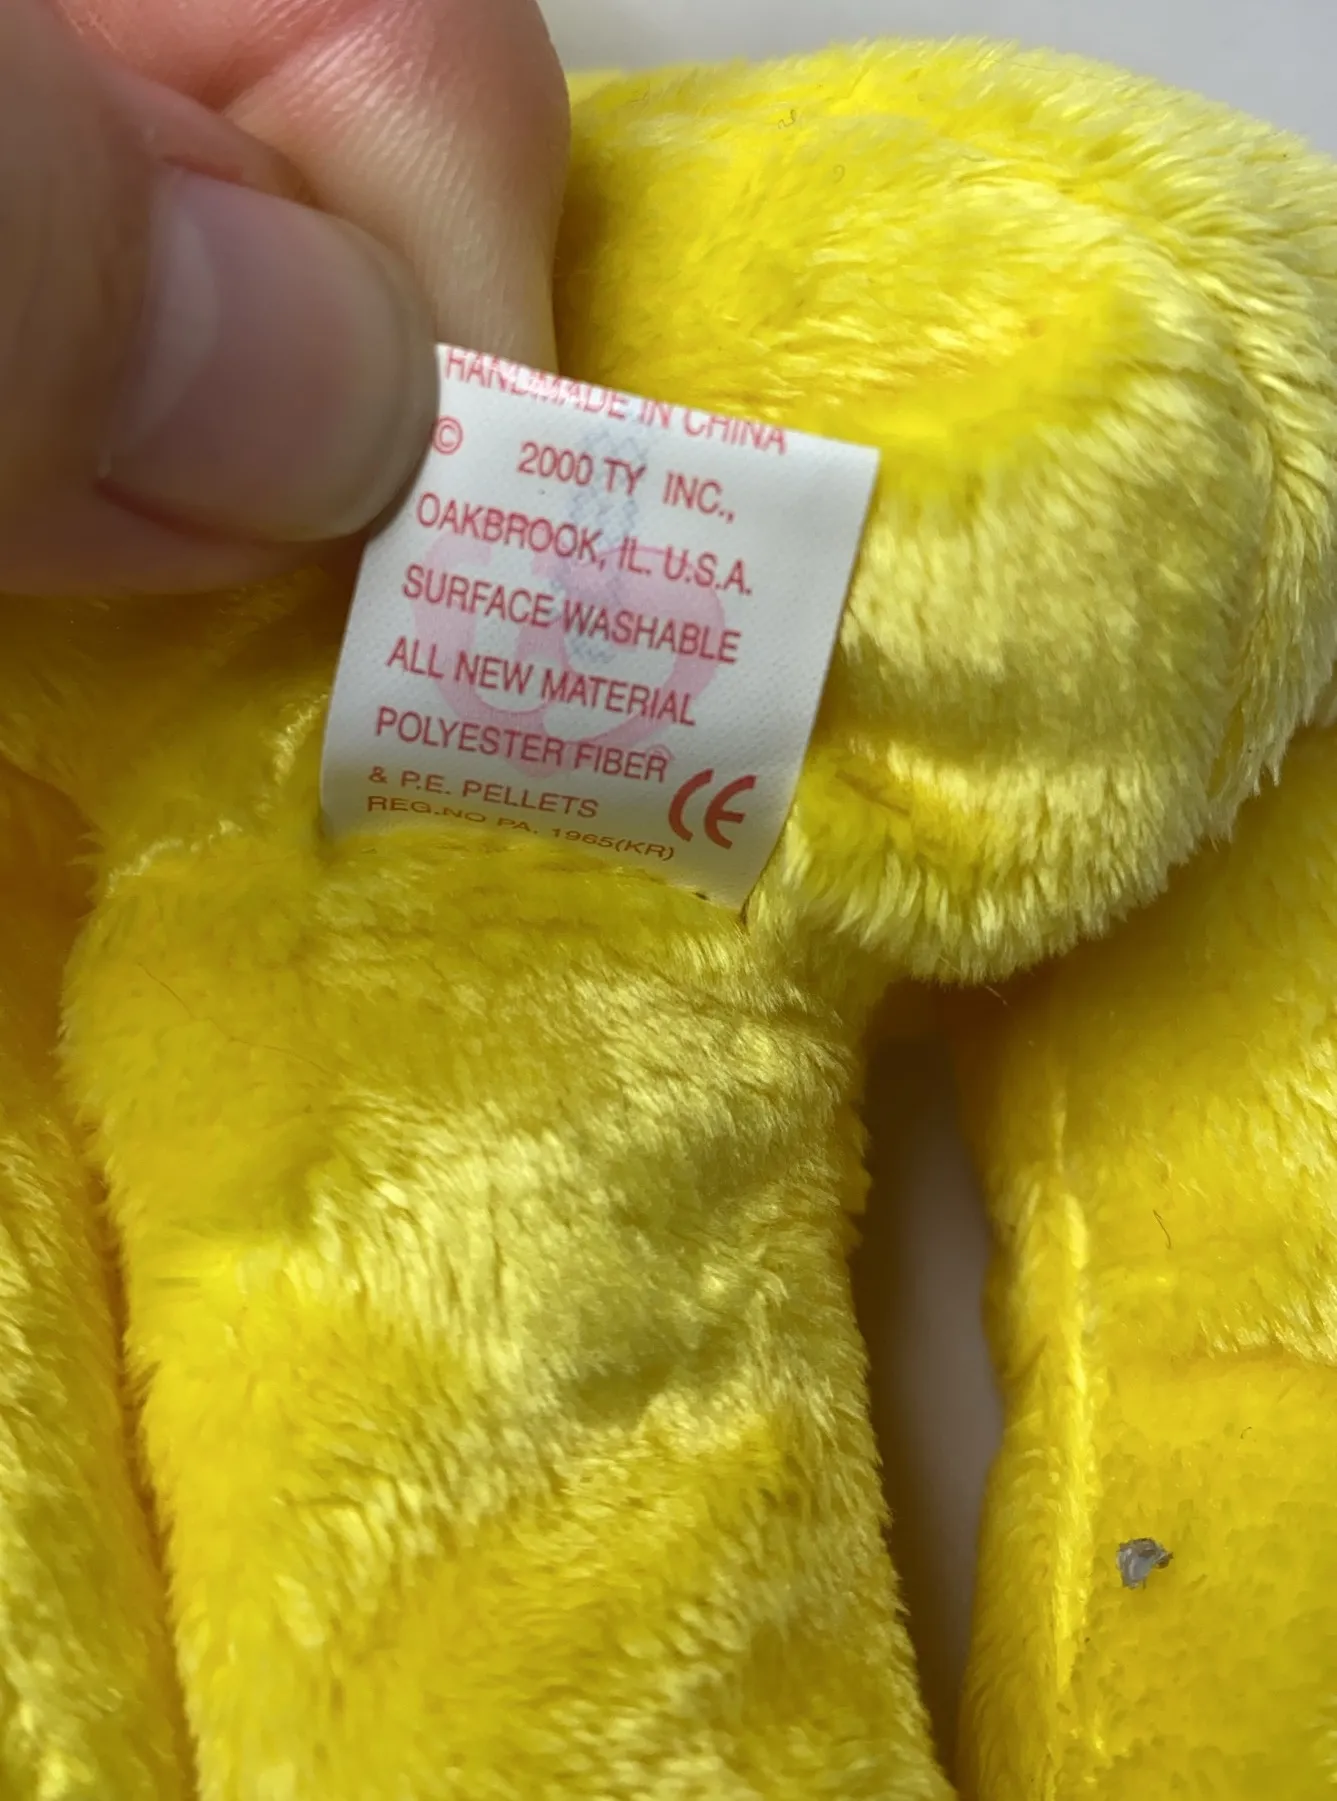 HANDMADE IN CHINA
© 2000 TY INC.,
OAKBROOK, IL. U.S.A.
SURFACE WASHABLE
ALL NEW MATERIAL
POLYESTER FIBER
& P.E. PELLETS CE
REG.NO PA. 1965(KR)